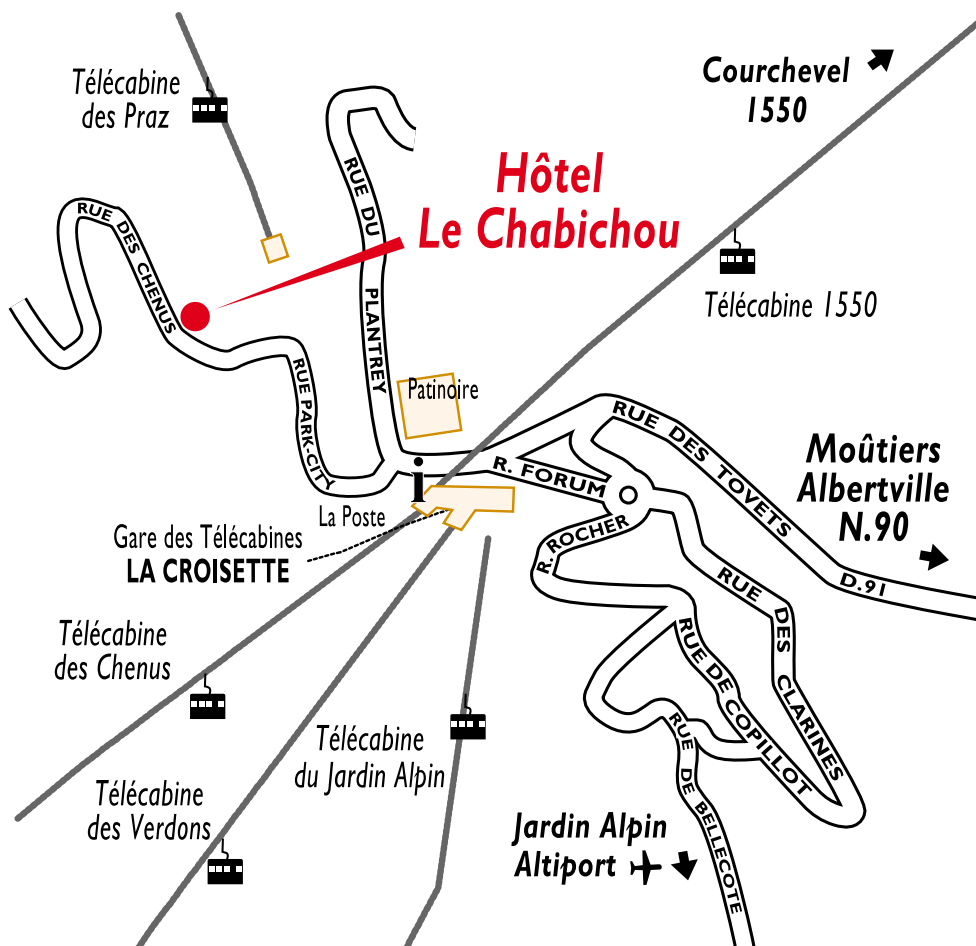 Télécabine
des Praz
Courchevel
1550
Hôtel
Le Chabichou
RUE DU PLANTREY
RUE DES CHENUS
Télécabine 1550
RUE PARK-CITY
Patinoire
RUE DES TOVETS
D.91
Moûtiers
Albertville
N.90
R. FORUM
i
La Poste
Gare des Télécabines
LA CROISETTE
R. ROCHER
RUE DES CLARINES
RUE DE COPILLOT
Télécabine
des Chenus
Télécabine
du Jardin Alpin
RUE DE BELLECOTE
Télécabine
des Verdons
Jardin Alpin
Altiport